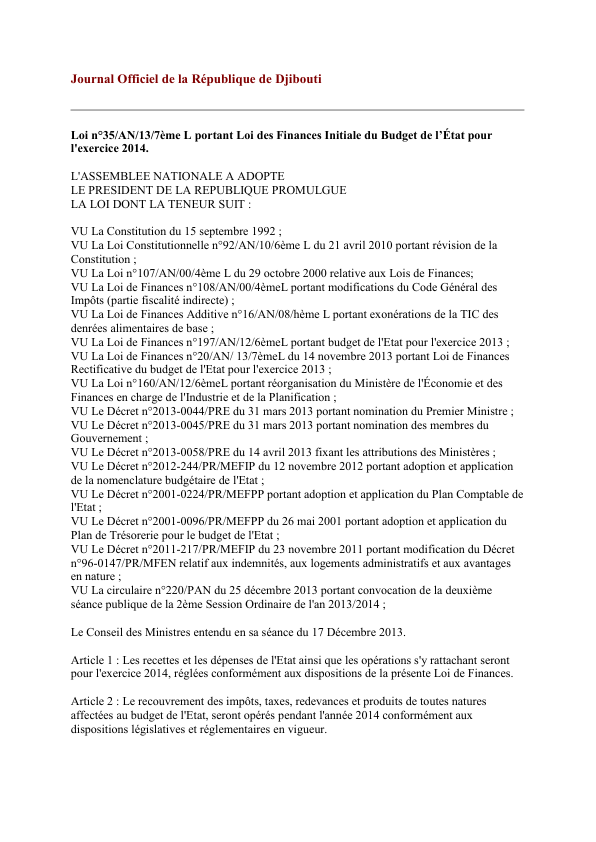 Journal Officiel de la République de Djibouti
Loi n°35/AN/13/7ème L portant Loi des Finances Initiale du Budget de l’État pour
l'exercice 2014.
L'ASSEMBLEE NATIONALE A ADOPTE
LE PRESIDENT DE LA REPUBLIQUE PROMULGUE
LA LOI DONT LA TENEUR SUIT :
VU La Constitution du 15 septembre 1992 ;
VU La Loi Constitutionnelle n°92/AN/10/6ème L du 21 avril 2010 portant révision de la
Constitution ;
VU La Loi n°107/AN/00/4ème L du 29 octobre 2000 relative aux Lois de Finances;
VU La Loi de Finances n°108/AN/00/4èmeL portant modifications du Code Général des
Impôts (partie fiscalité indirecte) ;
VU La Loi de Finances Additive n°16/AN/08/hème L portant exonérations de la TIC des
denrées alimentaires de base ;
VU La Loi de Finances n°197/AN/12/6èmeL portant budget de l'Etat pour l'exercice 2013 ;
VU La Loi de Finances n°20/AN/ 13/7èmeL du 14 novembre 2013 portant Loi de Finances
Rectificative du budget de l'Etat pour l'exercice 2013 ;
VU La Loi n°160/AN/12/6èmeL portant réorganisation du Ministère de l'Économie et des
Finances en charge de l'Industrie et de la Planification ;
VU Le Décret n°2013-0044/PRE du 31 mars 2013 portant nomination du Premier Ministre ;
VU Le Décret n°2013-0045/PRE du 31 mars 2013 portant nomination des membres du
Gouvernement ;
VU Le Décret n°2013-0058/PRE du 14 avril 2013 fixant les attributions des Ministères ;
VU Le Décret n°2012-244/PR/MEFIP du 12 novembre 2012 portant adoption et application
de la nomenclature budgétaire de l'Etat ;
VU Le Décret n°2001-0224/PR/MEFPP portant adoption et application du Plan Comptable de
l'Etat ;
VU Le Décret n°2001-0096/PR/MEFPP du 26 mai 2001 portant adoption et application du
Plan de Trésorerie pour le budget de l'Etat ;
VU Le Décret n°2011-217/PR/MEFIP du 23 novembre 2011 portant modification du Décret
n°96-0147/PR/MFEN relatif aux indemnités, aux logements administratifs et aux avantages
en nature ;
VU La circulaire n°220/PAN du 25 décembre 2013 portant convocation de la deuxième
séance publique de la 2ème Session Ordinaire de l'an 2013/2014 ;
Le Conseil des Ministres entendu en sa séance du 17 Décembre 2013.
Article 1 : Les recettes et les dépenses de l'Etat ainsi que les opérations s'y rattachant seront
pour l'exercice 2014, réglées conformément aux dispositions de la présente Loi de Finances.
Article 2 : Le recouvrement des impôts, taxes, redevances et produits de toutes natures
affectées au budget de l'Etat, seront opérés pendant l'année 2014 conformément aux
dispositions législatives et réglementaires en vigueur.